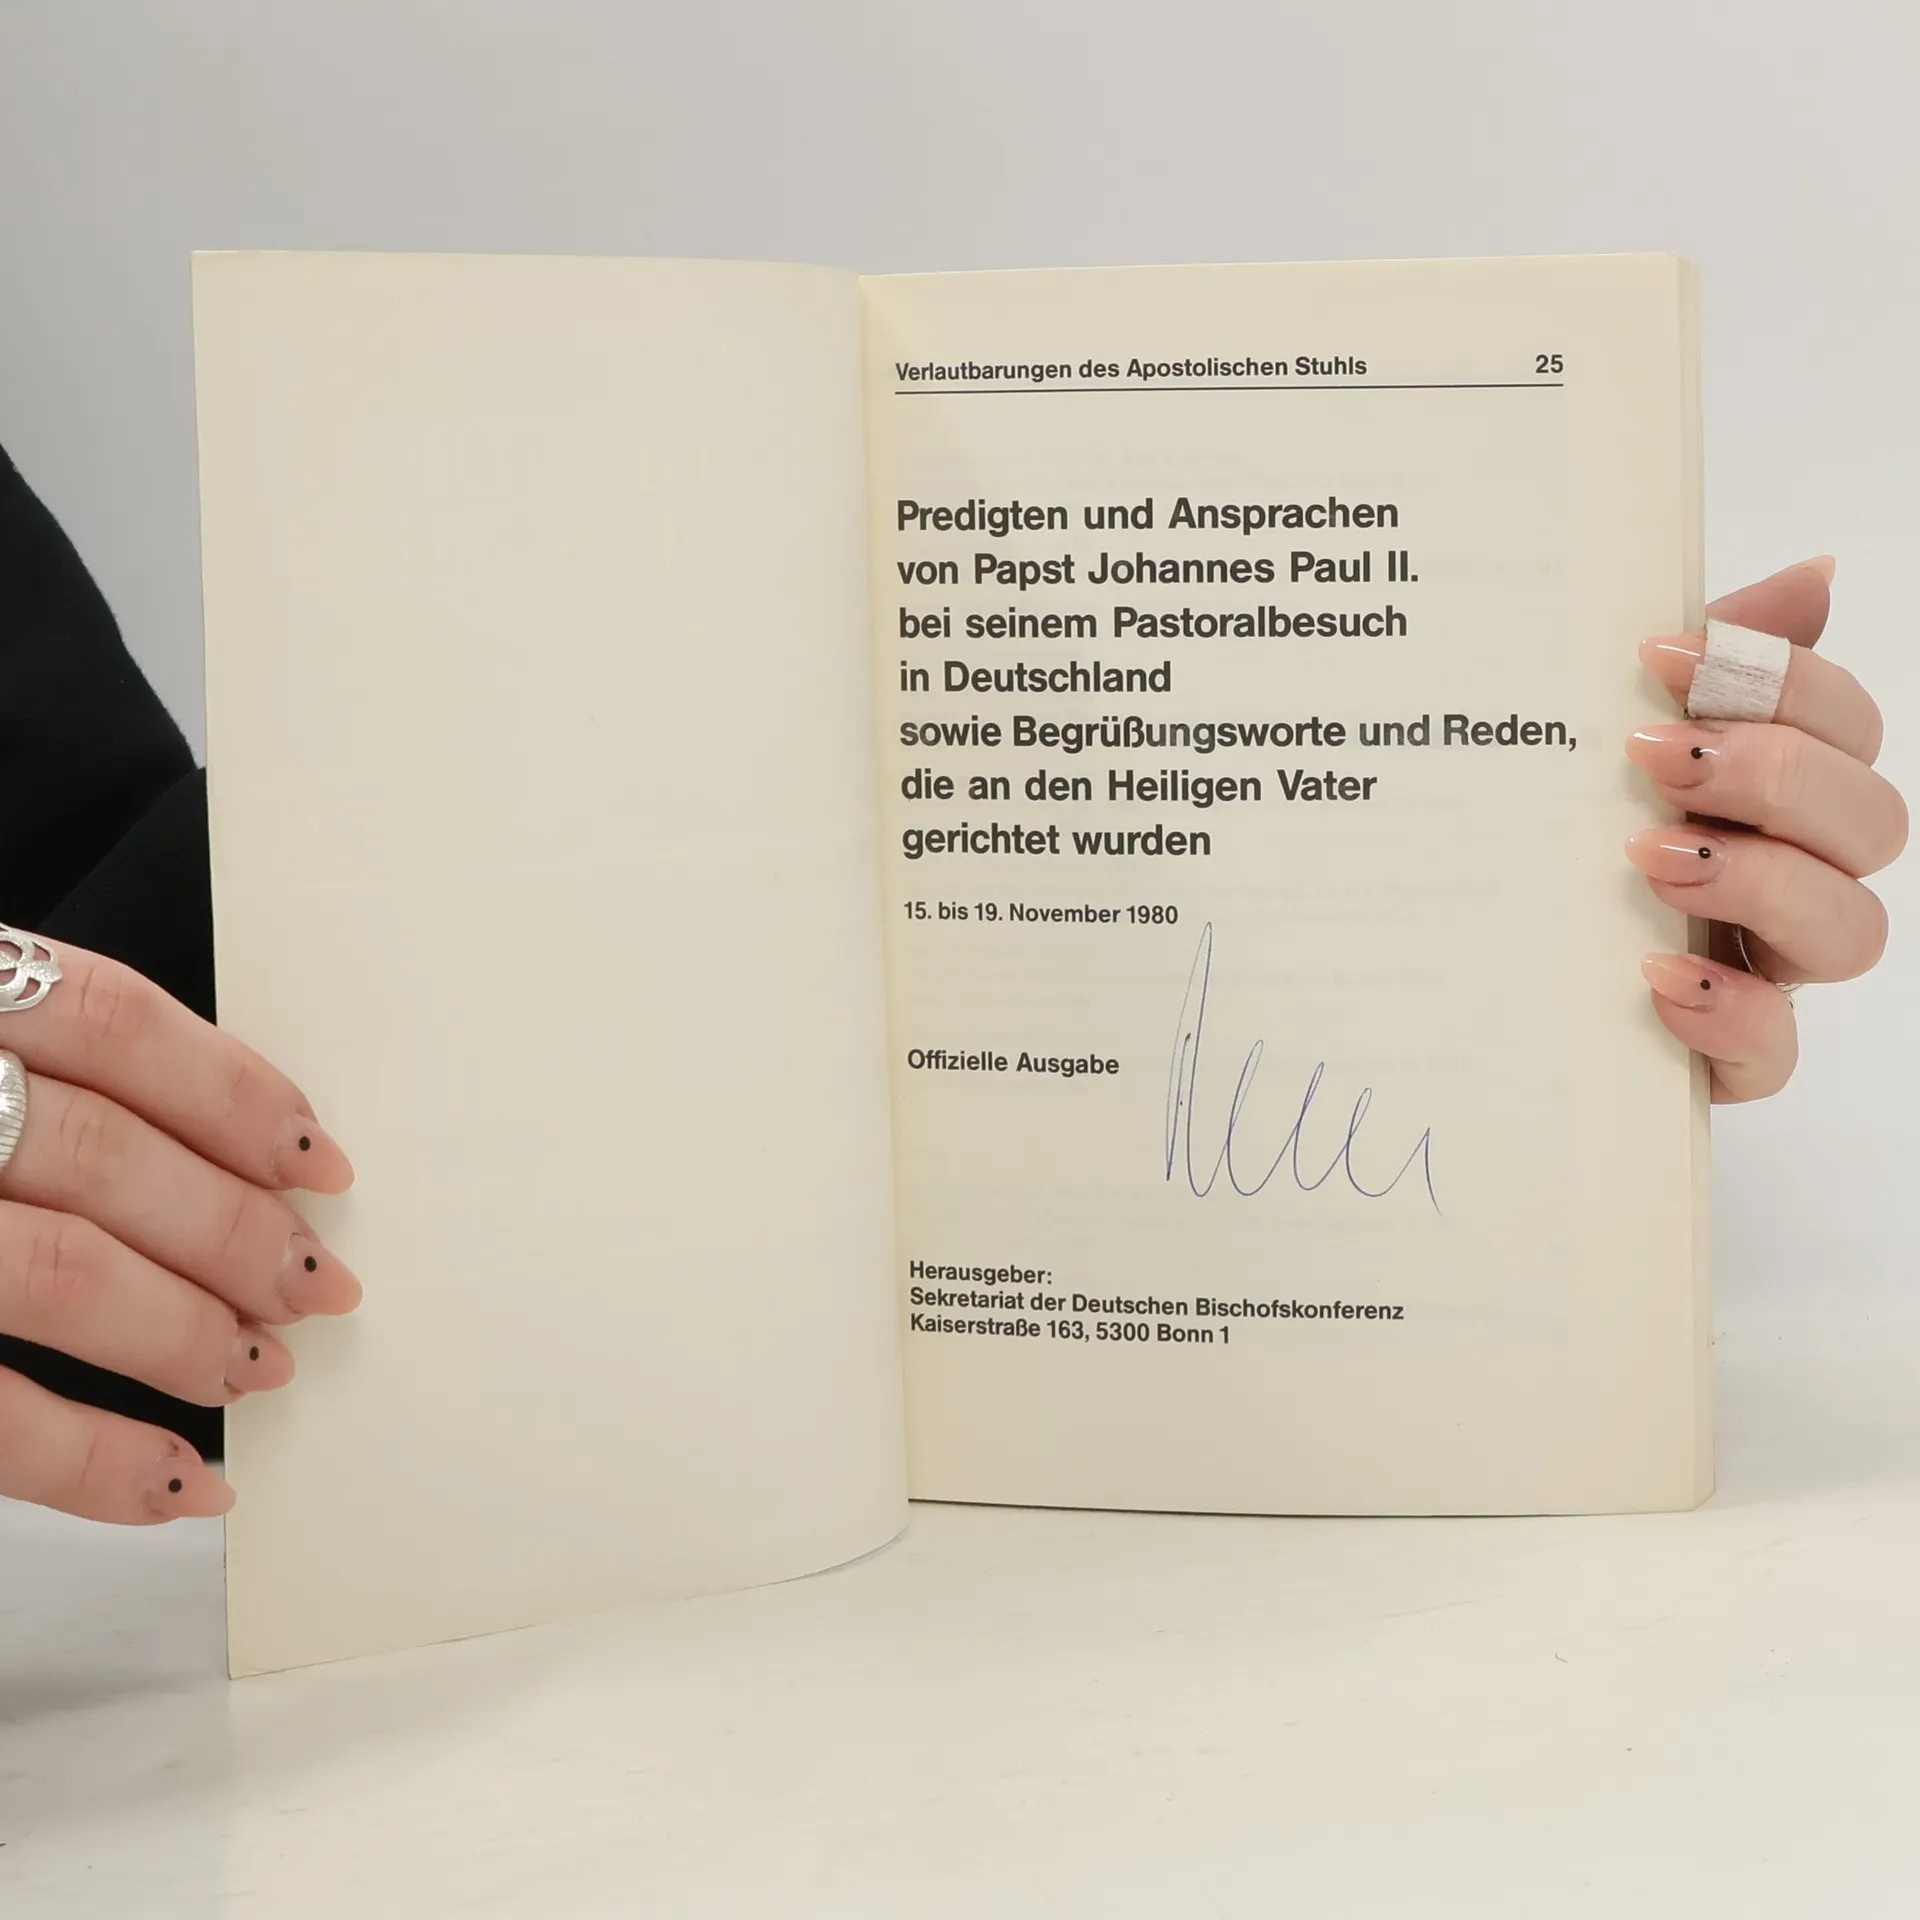 Verlautbarungen des Apostolischen Stuhls 25
Predigten und Ansprachen
von Papst Johannes Paul II.
bei seinem Pastoralbesuch
in Deutschland
sowie Begrüßungsworte und Reden,
die an den Heiligen Vater
gerichtet wurden
15. bis 19. November 1980
Offizielle Ausgabe
Herausgeber:
Sekretariat der Deutschen Bischofskonferenz
Kaiserstraße 163, 5300 Bonn 1